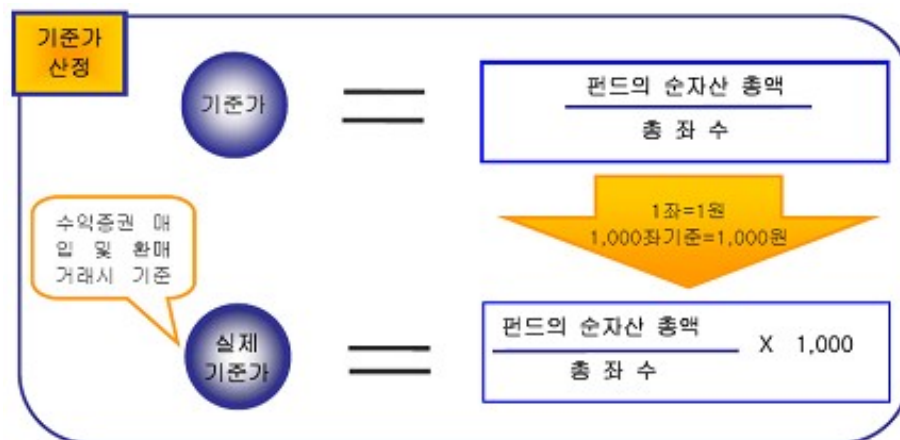 기준가
산정
기준가
펀드의 순자산 총액
총 좌 수
1좌=1원
1,000좌기준=1,000원
수익증권 매
입 및 환매
거래시 기준
실제
기준가
펀드의 순자산 총액
총 좌 수
X 1,000